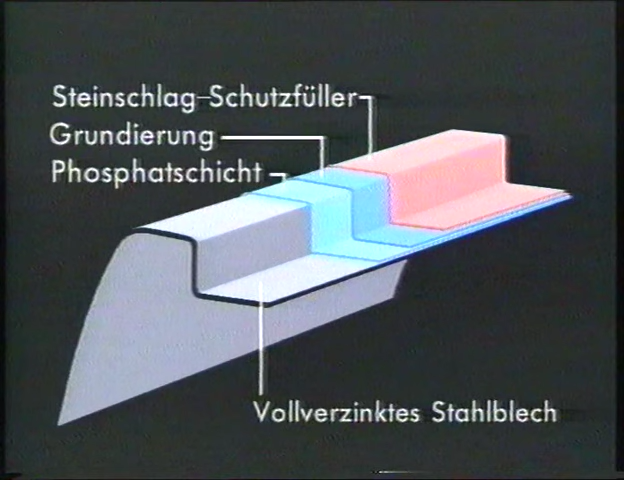 Steinschlag-Schutzfüller
Grundierung
Phosphatschicht
Vollverzinktes Stahlblech